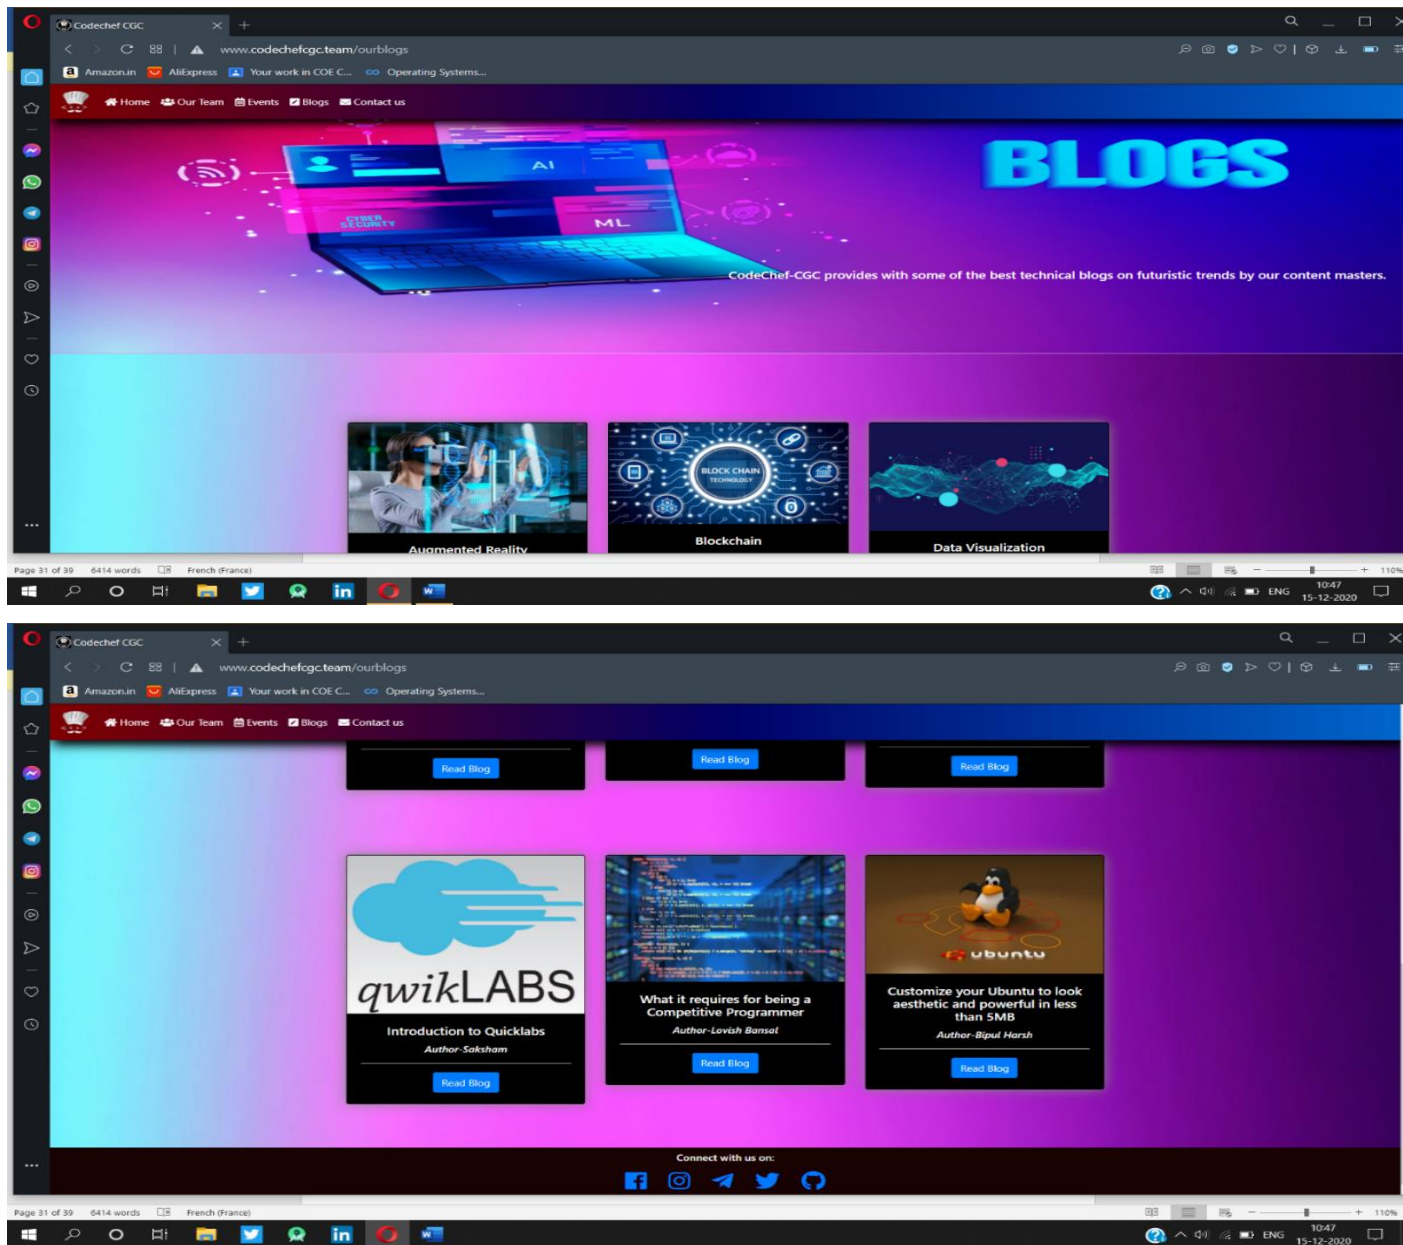 Codechef CGC
www.codechefcgc.team/ourblogs
Amazon.in AliExpress Your work in COE C... Operating Systems...
Home Our Team Events Blogs Contact us
BLOGS
AI
CYBER
SECURITY
ML
CodeChef-CGC provides with some of the best technical blogs on futuristic trends by our content masters.
BLOCK CHAIN
TECHNOLOGY
Augmented Reality Blockchain Data Visualization
Page 31 of 39 6414 words French (France) 110%
ENG 10:47
15-12-2020
Codechef CGC
www.codechefcgc.team/ourblogs
Amazon.in AliExpress Your work in COE C... Operating Systems...
Home Our Team Events Blogs Contact us
Read Blog Read Blog Read Blog
qwikLABS
Introduction to Quicklabs
Author-Saksham
Read Blog
What it requires for being a
Competitive Programmer
Author-Lovish Bansal
Read Blog
ubuntu
Customize your Ubuntu to look
aesthetic and powerful in less
than 5MB
Author-Bipul Harsh
Read Blog
Connect with us on:
Page 31 of 39 6414 words French (France) 110%
ENG 10:47
15-12-2020